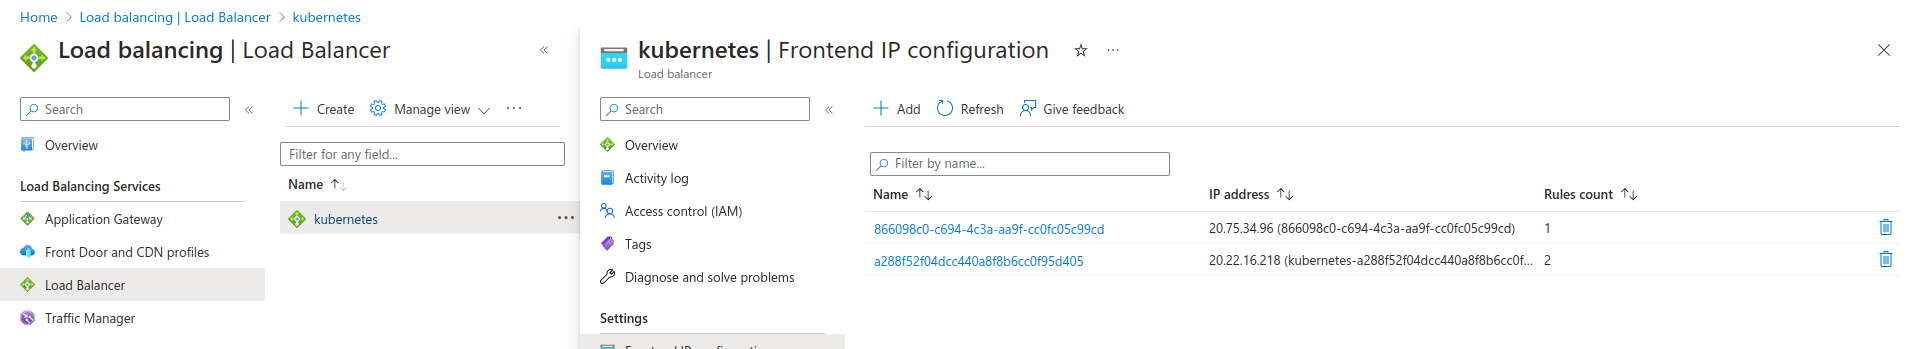 Home > Load balancing | Load Balancer > kubernetes
Load balancing | Load Balancer
«
Search
«
Overview
Load Balancing Services
Application Gateway
Front Door and CDN profiles
Load Balancer
Traffic Manager
+ Create
Manage view
...
Filter for any field...
Name ↑↓
kubernetes
...
kubernetes | Frontend IP configuration
...
Load balancer
Search
«
Overview
Activity log
Access control (IAM)
Tags
Diagnose and solve problems
Settings
+ Add
Refresh
Give feedback
Filter by name...
Name ↑↓ IP address ↑↓ Rules count ↑↓
866098c0-c694-4c3a-aa9f-cc0fc05c99cd 20.75.34.96 (866098c0-c694-4c3a-aa9f-cc0fc05c99cd) 1
a288f52f04dcc440a8f8b6cc0f95d405 20.22.16.218 (kubernetes-a288f52f04dcc440a8f8b6cc0f... 2